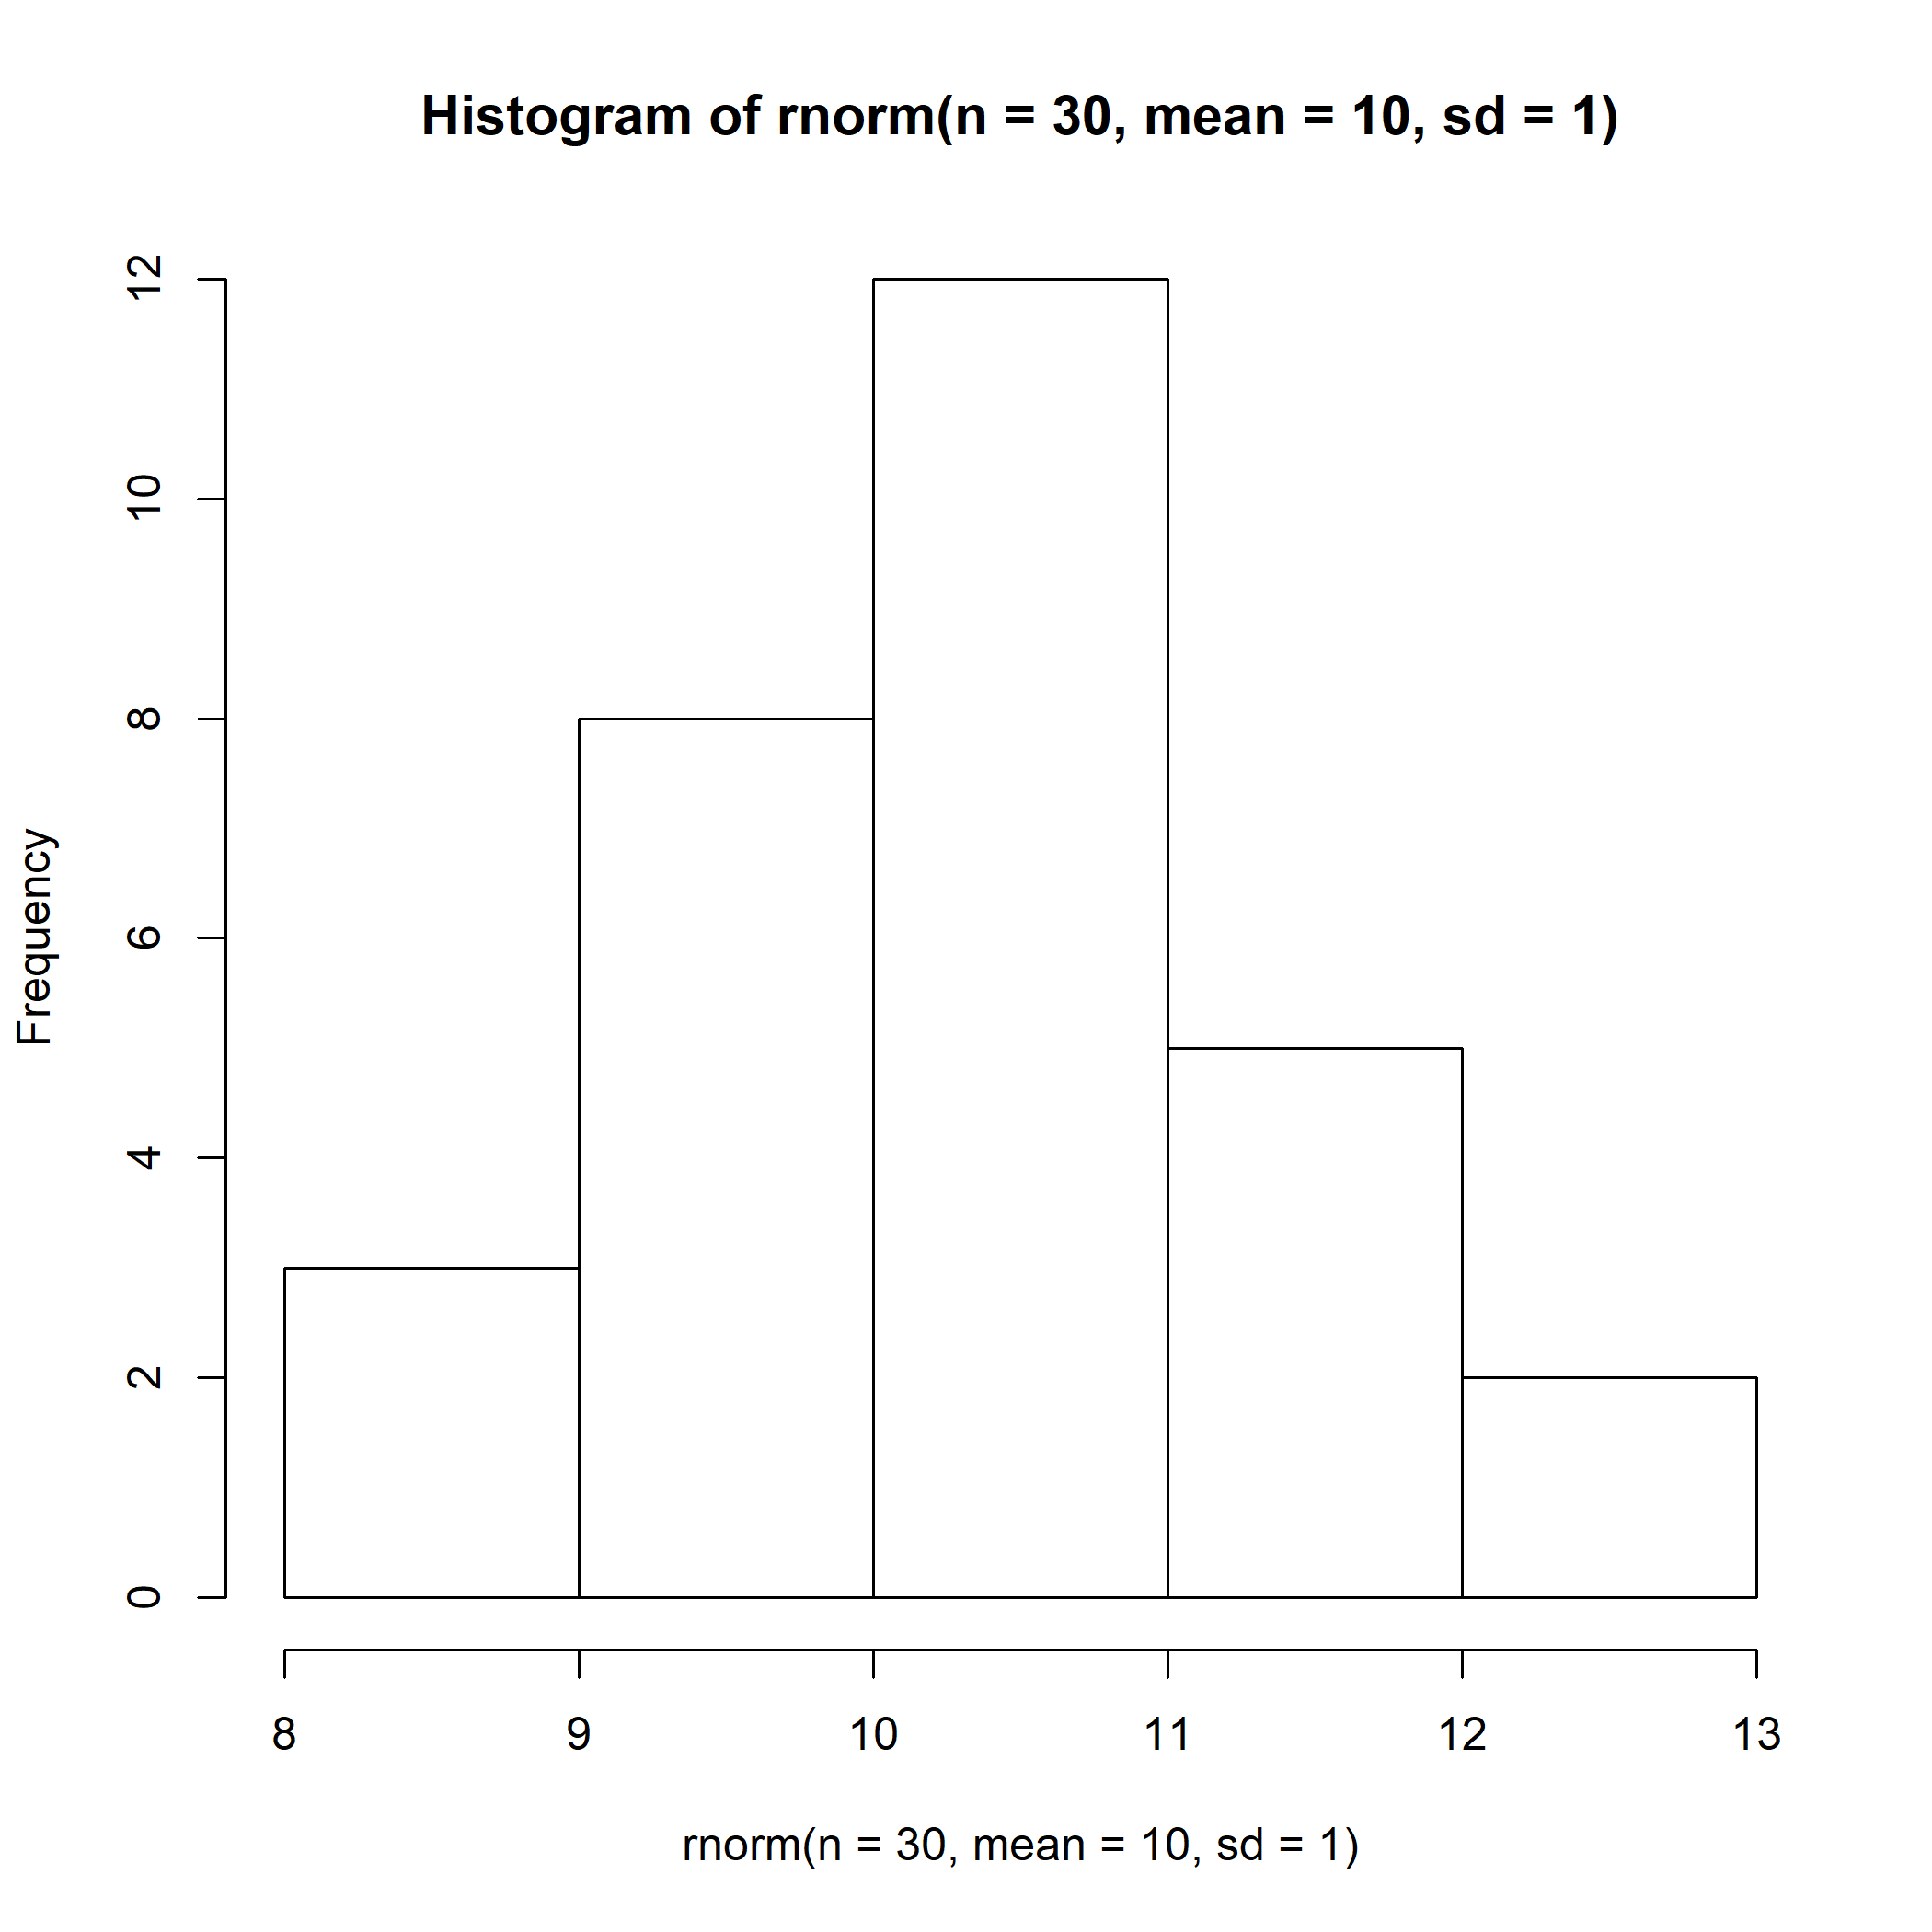 Histogram of rnorm(n = 30, mean = 10, sd = 1)
12
10
8
6
4
2
0
Frequency
8 9 10 11 12 13
rnorm(n = 30, mean = 10, sd = 1)